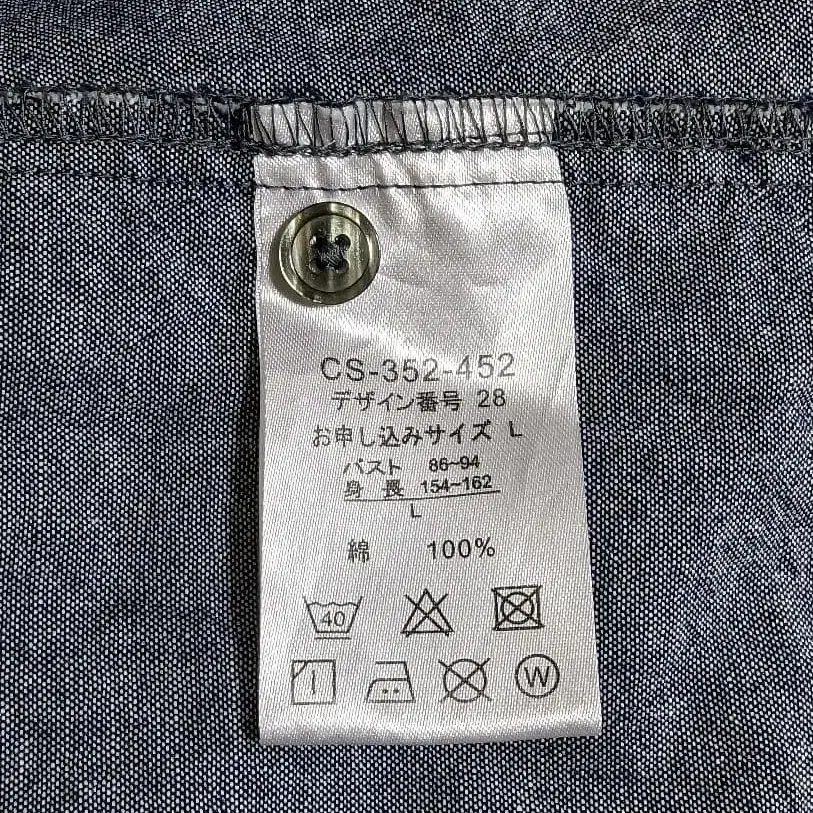 CS-352-452
デザイン番号 28
お申し込みサイズ L
バスト 86~94
身長 154~162
L
綿 100%
40
W